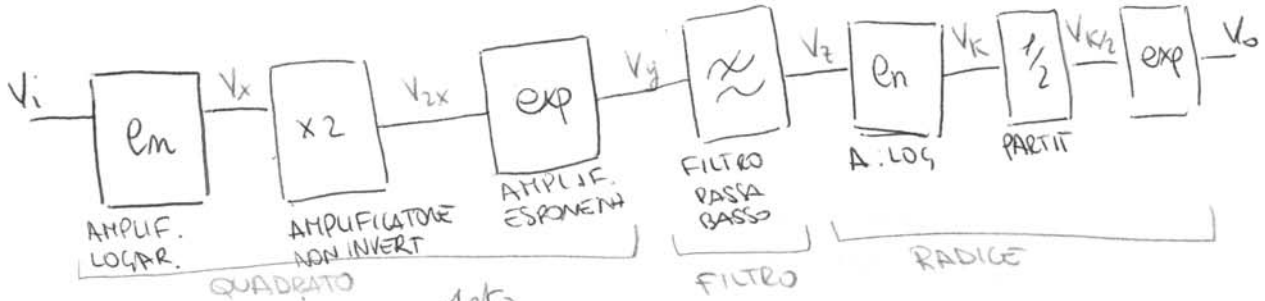 Vi
ln
Vx
x2
V2x
exp
Vy
Vz
ln
VK
1/2
VK/2
exp
Vo
AMPLIF.
LOGAR.
AMPLIFICATORE
NON INVERT
AMPLIF.
ESPONENH
FILTRO
PASSA
BASSO
A. LOG
PARTIT
QUADRATO
FILTRO
RADICE